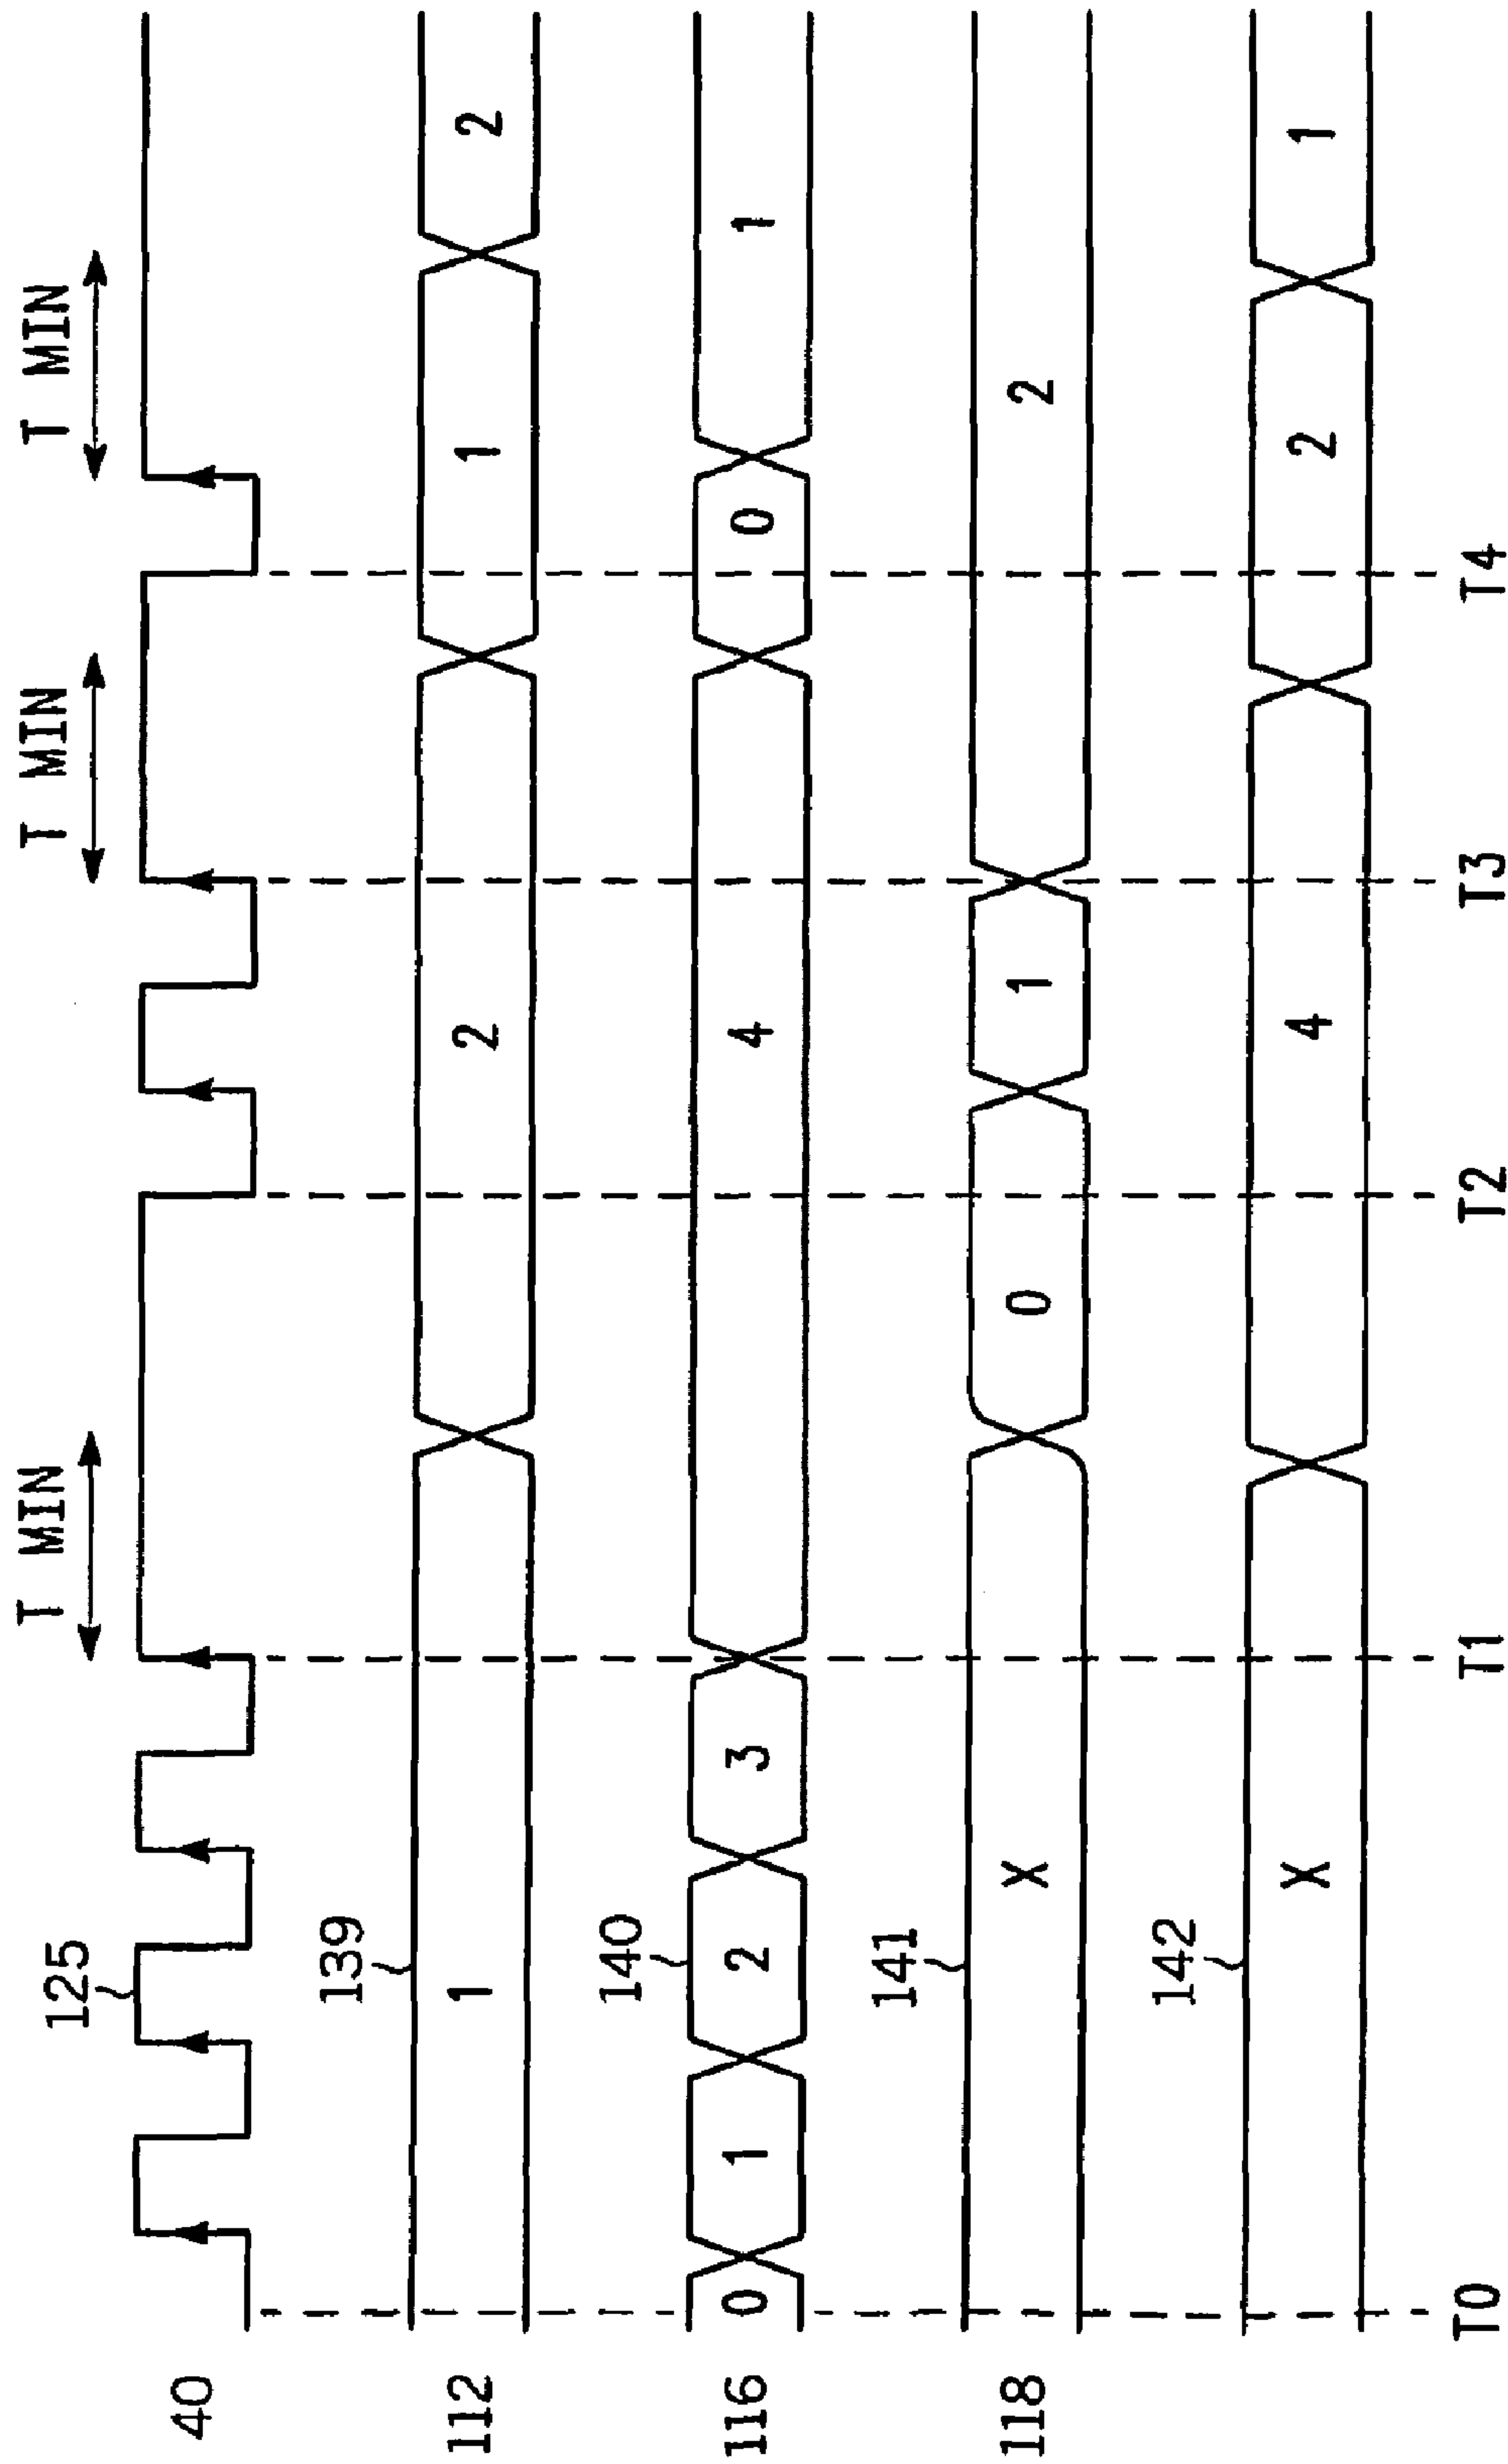 T MIN T MIN T MIN
40 125
112 139 1 2 1 2
116 140 0 1 2 3 4 0 1
118 141 X 0 1 2
142 X 4 2 1
T0 T1 T2 T3 T4